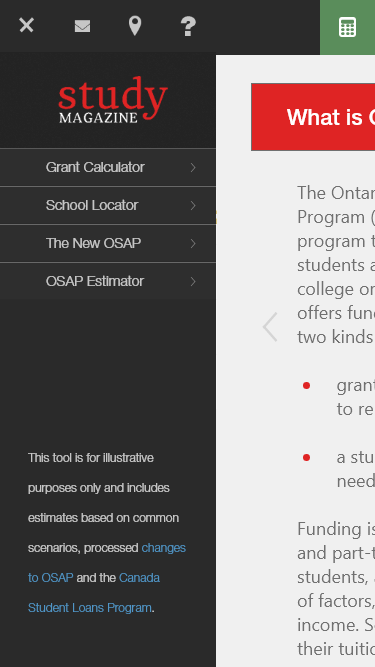 study
MAGAZINE
Grant Calculator
School Locator
The New OSAP
OSAP Estimator
This tool is for illustrative
purposes only and includes
estimates based on common
scenarios, processed changes
to OSAP and the Canada
Student Loans Program.
What is
The Ontar
Program (
program t
students a
college or
offers fun
two kinds
grant
to re
a stu
need
Funding is
and part-t
students,
of factors,
income. S
their tuitic